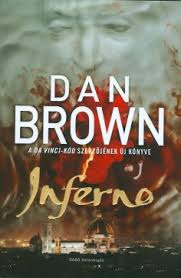 DAN
BROWN
A DA VINCI-KÓD SZERZŐJÉNEK ÚJ KÖNYVE
Inferno